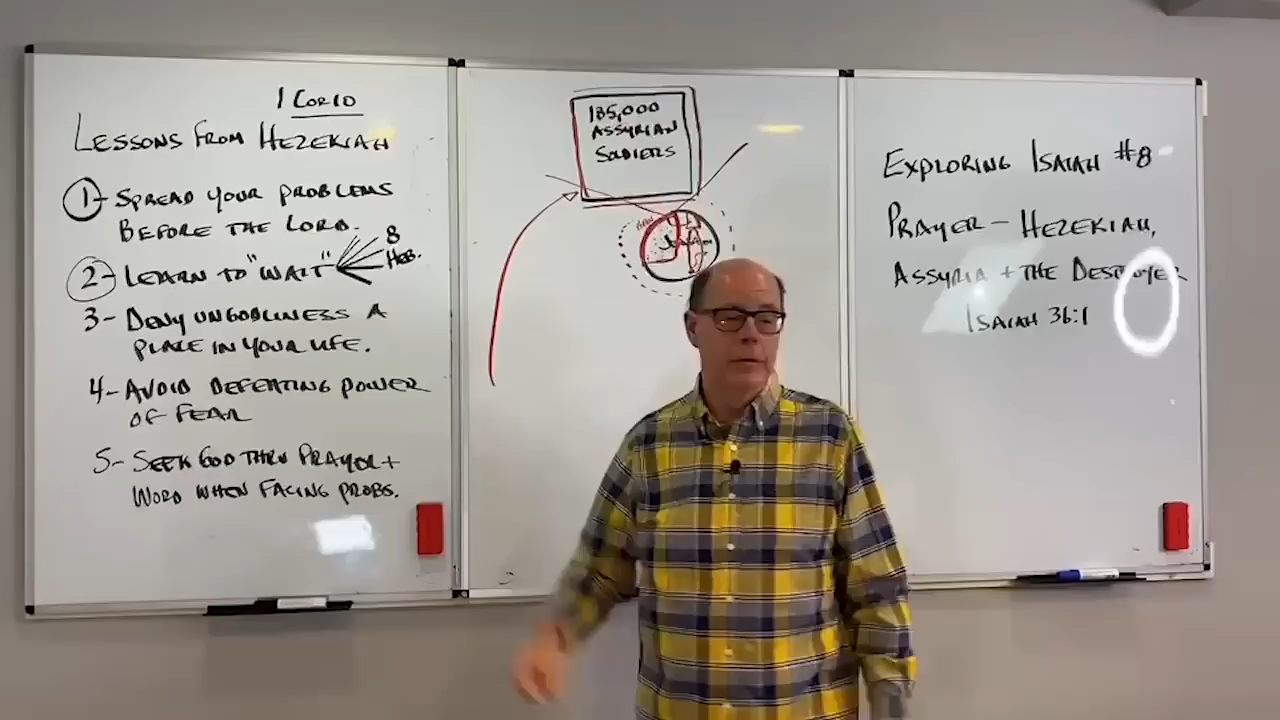 1 COR 10
LESSONS FROM HEZEKIAH
1- SPREAD YOUR PROBLEMS
BEFORE THE LORD.
2- LEARN TO "WAIT"
8
HEB.
3- DENY UNGODLINESS A
PLACE IN YOUR LIFE.
4- AVOID DEFEATING POWER
OF FEAR
5- SEEK GOD THRU PRAYER +
WORD WHEN FACING PROBS.
185,000
ASSYRIAN
SOLDIERS
EXPLORING ISAIAH #8
PRAYER - HEZEKIAH,
ASSYRIA + THE DESTROYER
ISAIAH 36:1